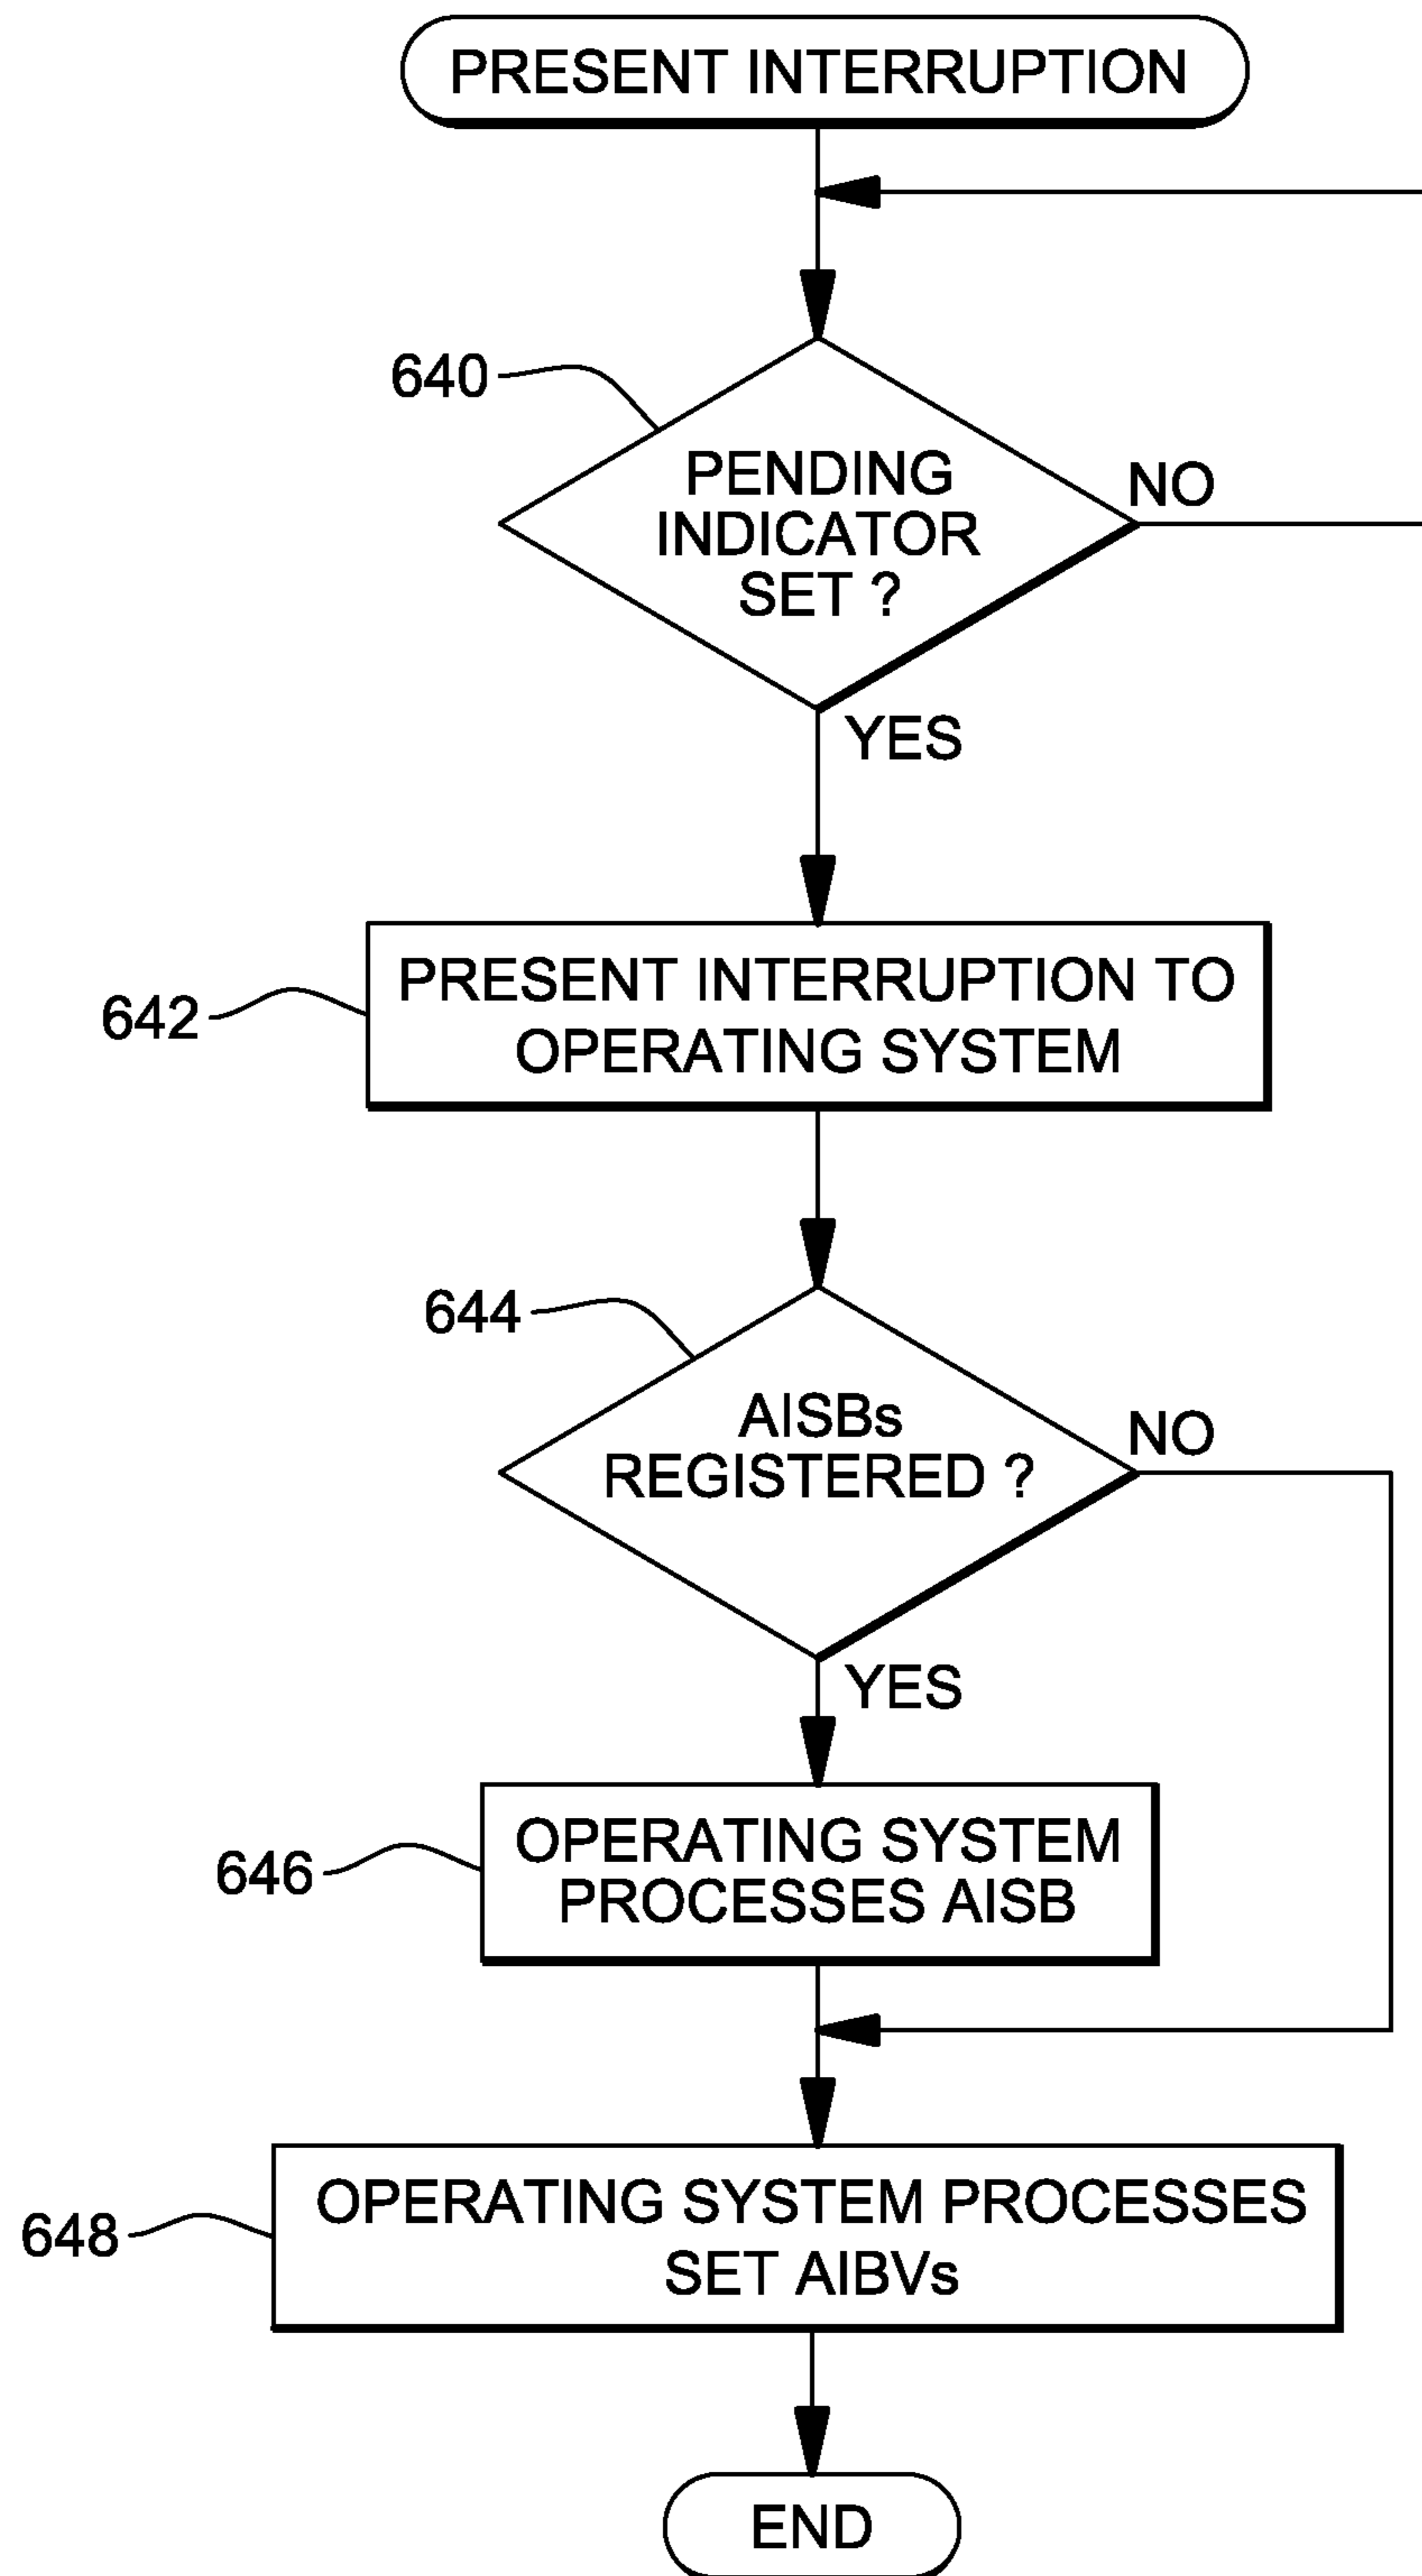 PRESENT INTERRUPTION
640
PENDING
INDICATOR
SET ?
NO
YES
642
PRESENT INTERRUPTION TO
OPERATING SYSTEM
644
AISBs
REGISTERED ?
NO
YES
646
OPERATING SYSTEM
PROCESSES AISB
648
OPERATING SYSTEM PROCESSES
SET AIBVs
END